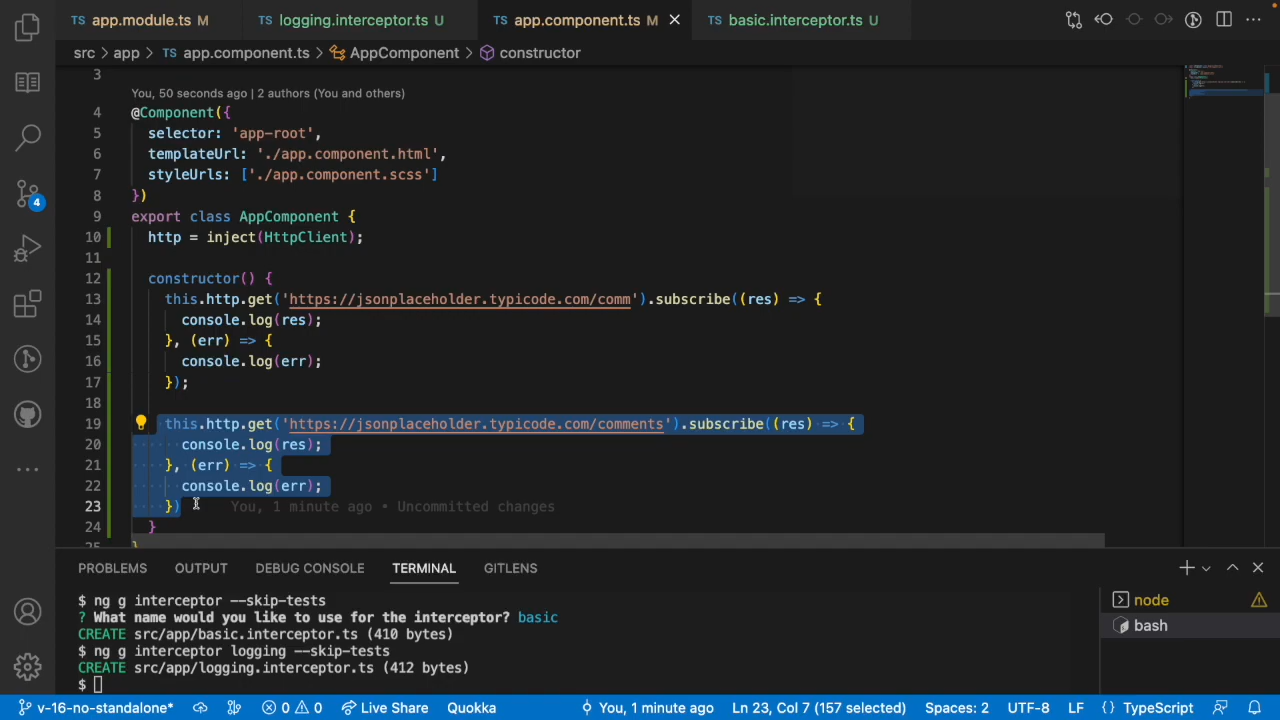 TS app.module.ts M
TS logging.interceptor.ts U
TS app.component.ts M
TS basic.interceptor.ts U
src > app > TS app.component.ts > AppComponent > constructor
3
You, 50 seconds ago | 2 authors (You and others)
4 @Component({
5 selector: 'app-root',
6 templateUrl: './app.component.html',
7 styleUrls: ['./app.component.scss']
8 })
9 export class AppComponent {
10 http = inject(HttpClient);
11
12 constructor() {
13 this.http.get('https://jsonplaceholder.typicode.com/comm').subscribe((res) => {
14 console.log(res);
15 }, (err) => {
16 console.log(err);
17 });
18
19 this.http.get('https://jsonplaceholder.typicode.com/comments').subscribe((res) => {
20 console.log(res);
21 }, (err) => {
22 console.log(err);
23 }) You, 1 minute ago • Uncommitted changes
24 }
25 }
4
PROBLEMS OUTPUT DEBUG CONSOLE TERMINAL GITLENS
$ ng g interceptor --skip-tests
? What name would you like to use for the interceptor? basic
CREATE src/app/basic.interceptor.ts (410 bytes)
$ ng g interceptor logging --skip-tests
CREATE src/app/logging.interceptor.ts (412 bytes)
$
node
bash
v-16-no-standalone* 0 0 Live Share Quokka You, 1 minute ago Ln 23, Col 7 (157 selected) Spaces: 2 UTF-8 LF {} TypeScript